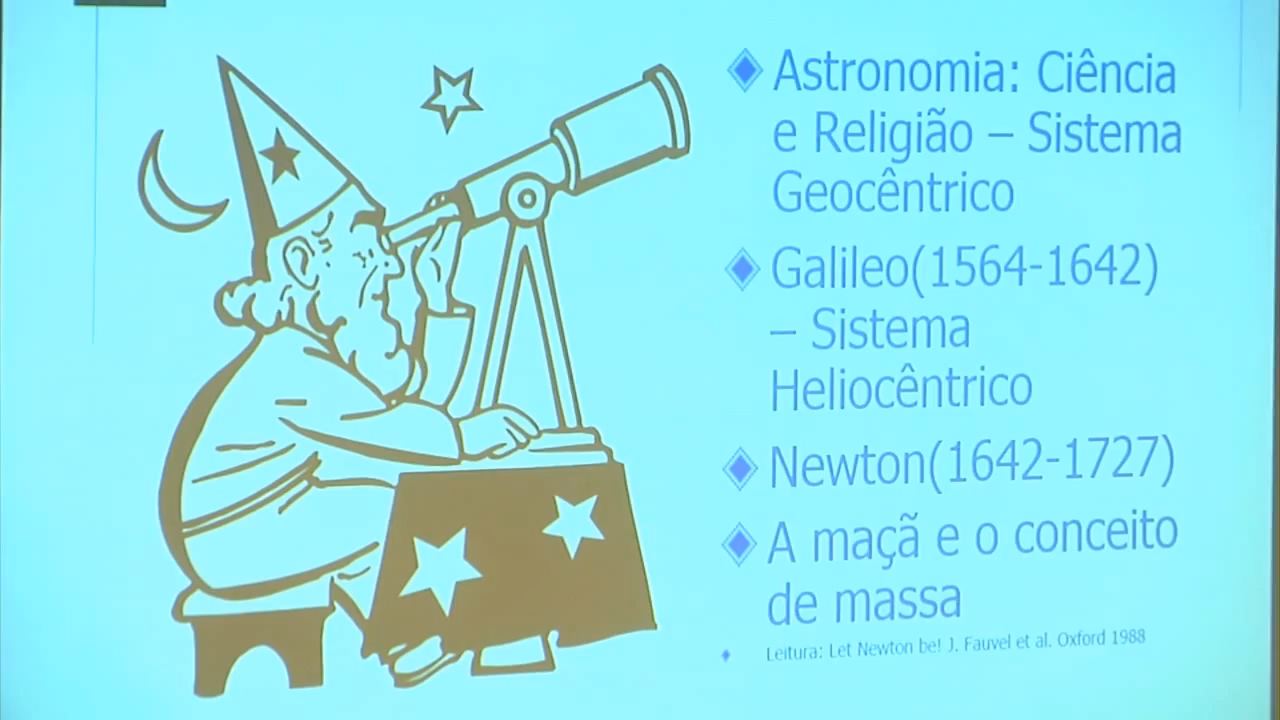 Astronomia: Ciência
e Religião – Sistema
Geocêntrico
Galileo(1564-1642)
– Sistema
Heliocêntrico
Newton(1642-1727)
A maçã e o conceito
de massa
Leitura: Let Newton be! J. Fauvel et al. Oxford 1988